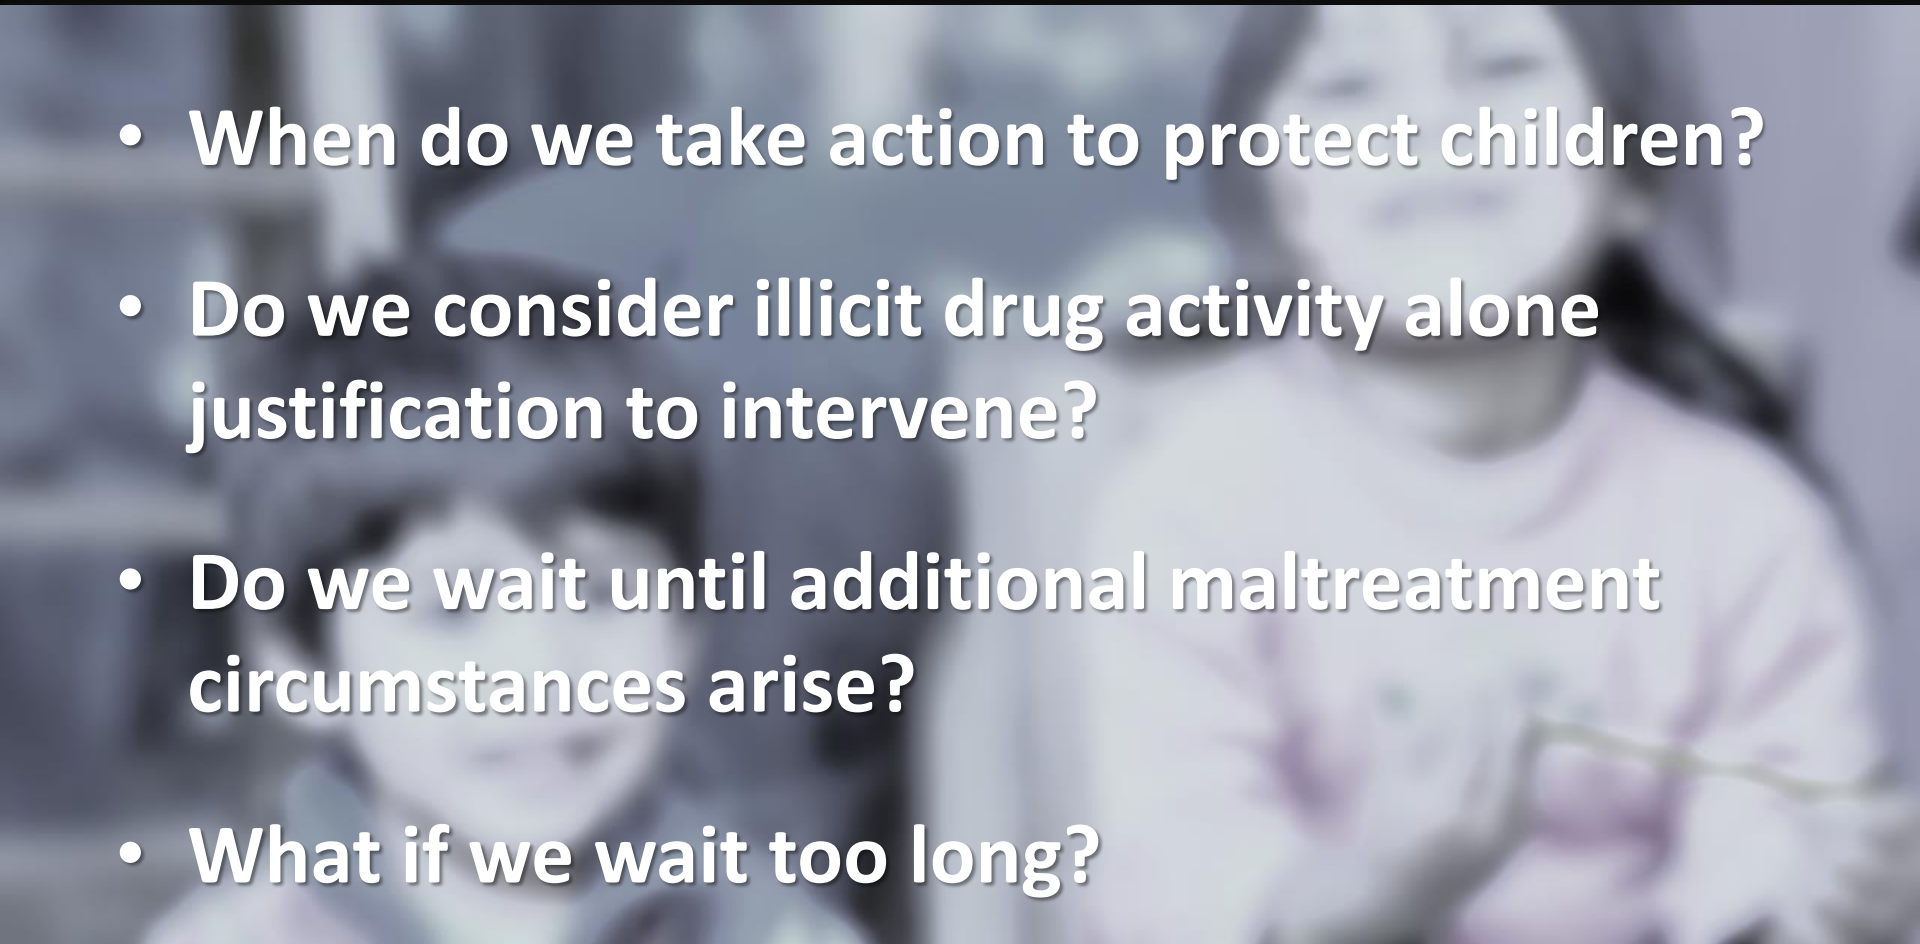 • When do we take action to protect children?
• Do we consider illicit drug activity alone
justification to intervene?
• Do we wait until additional maltreatment
circumstances arise?
• What if we wait too long?